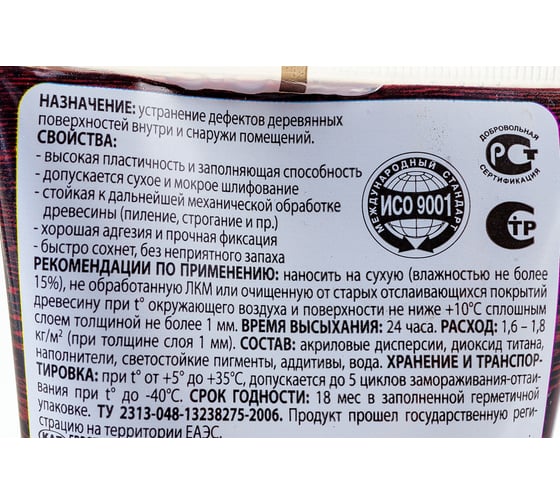 НАЗНАЧЕНИЕ: устранение дефектов деревянных
поверхностей внутри и снаружи помещений.
СВОЙСТВА:
- высокая пластичность и заполняющая способность
- допускается сухое и мокрое шлифование
- стойкая к дальнейшей механической обработке
древесины (пиление, строгание и пр.)
- хорошая адгезия и прочная фиксация
- быстро сохнет, без неприятного запаха
МЕЖДУНАРОДНЫЙ СТАНДАРТ
ИСО 9001
ДОБРОВОЛЬНАЯ
РСТ
СЕРТИФИКАЦИЯ
СТР
РЕКОМЕНДАЦИИ ПО ПРИМЕНЕНИЮ: наносить на сухую (влажностью не более
15%), не обработанную ЛКМ или очищенную от старых отслаивающихся покрытий
древесину при t° окружающего воздуха и поверхности не ниже +10°С сплошным
слоем толщиной не более 1 мм. ВРЕМЯ ВЫСЫХАНИЯ: 24 часа. РАСХОД: 1,6 – 1,8
кг/м² (при толщине слоя 1 мм). СОСТАВ: акриловые дисперсии, диоксид титана,
наполнители, светостойкие пигменты, аддитивы, вода. ХРАНЕНИЕ И ТРАНСПОР-
ТИРОВКА: при t° от +5° до +35°С, допускается до 5 циклов замораживания-оттаи-
вания при t° до -40°С. СРОК ГОДНОСТИ: 18 мес в заполненной герметичной
упаковке. ТУ 2313-048-13238275-2006. Продукт прошел государственную реги-
страцию на территории ЕАЭС.